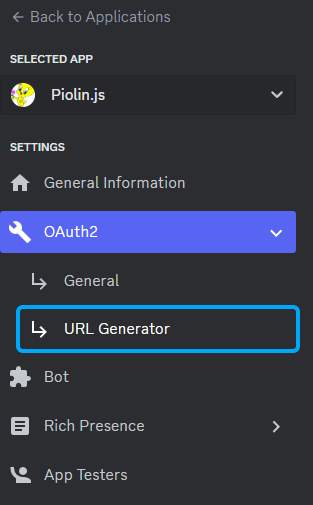 Back to Applications
SELECTED APP
Piolin.js
SETTINGS
General Information
OAuth2
General
URL Generator
Bot
Rich Presence
App Testers